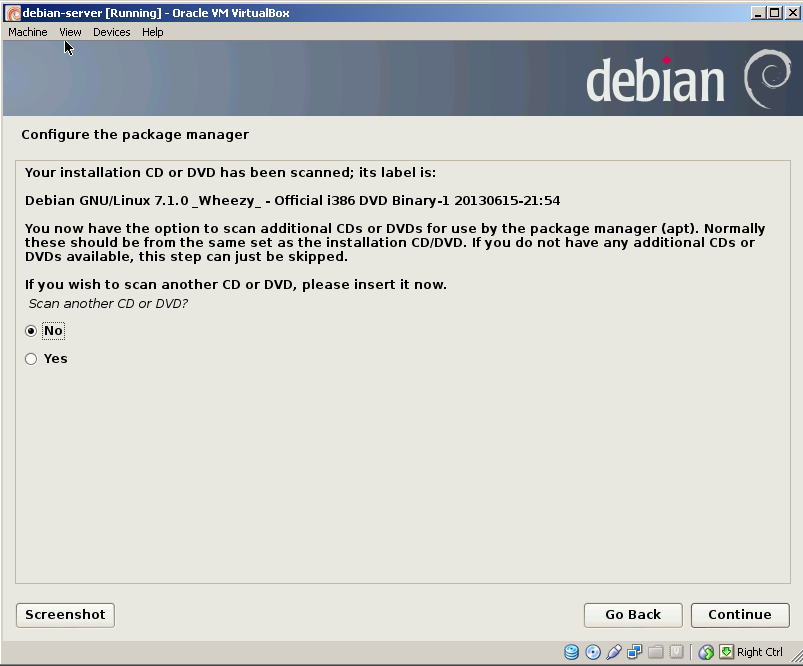 debian-server [Running] - Oracle VM VirtualBox
Machine View Devices Help
debian
Configure the package manager
Your installation CD or DVD has been scanned; its label is:
Debian GNU/Linux 7.1.0 _Wheezy_ - Official i386 DVD Binary-1 20130615-21:54
You now have the option to scan additional CDs or DVDs for use by the package manager (apt). Normally
these should be from the same set as the installation CD/DVD. If you do not have any additional CDs or
DVDs available, this step can just be skipped.
If you wish to scan another CD or DVD, please insert it now.
Scan another CD or DVD?
No
Yes
Screenshot Go Back Continue
Right Ctrl